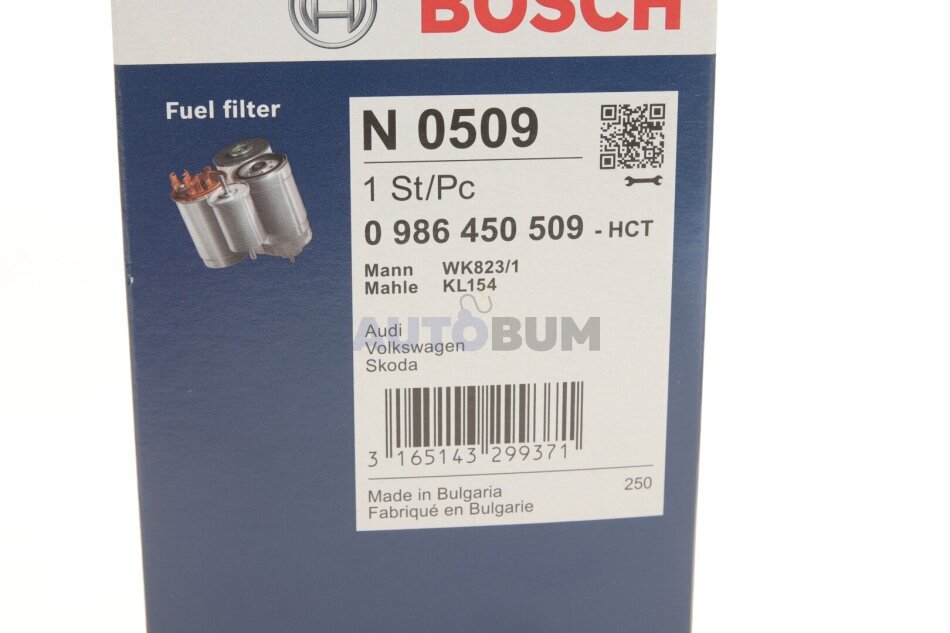 BOSCH
Fuel filter
N 0509
1 St/Pc
0 986 450 509 - HCT
Mann WK823/1
Mahle KL154
AUTOBUM
Audi
Volkswagen
Skoda
3 165143 299371
250
Made in Bulgaria
Fabriqué en Bulgarie